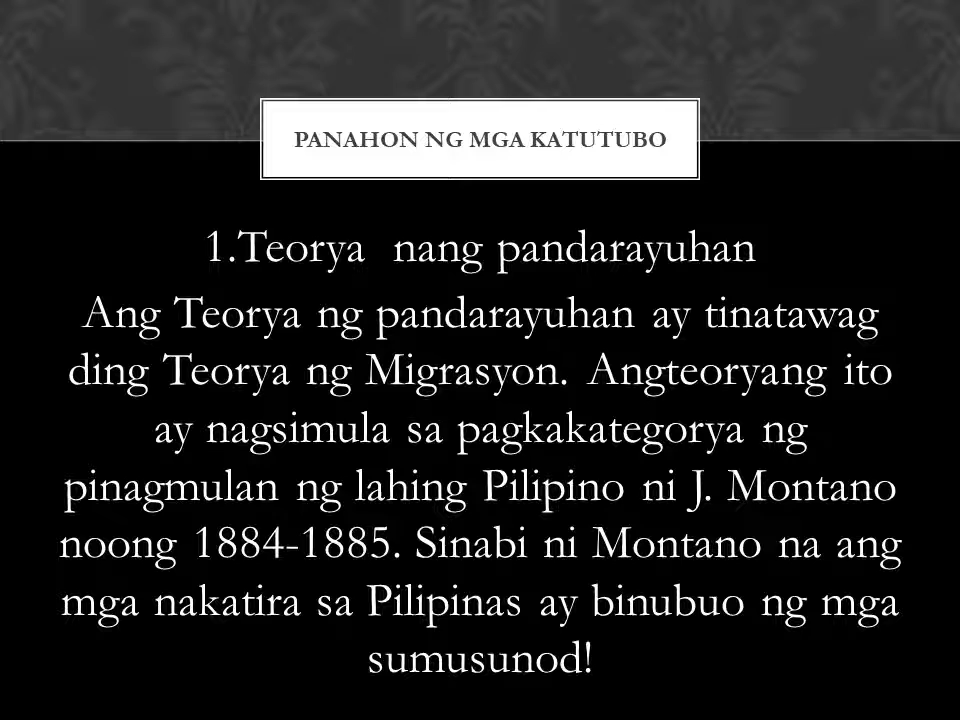 PANAHON NG MGA KATUTUBO
1.Teorya nang pandarayuhan
Ang Teorya ng pandarayuhan ay tinatawag
ding Teorya ng Migrasyon. Angteoryang ito
ay nagsimula sa pagkakategorya ng
pinagmulan ng lahing Pilipino ni J. Montano
noong 1884-1885. Sinabi ni Montano na ang
mga nakatira sa Pilipinas ay binubuo ng mga
sumusunod!